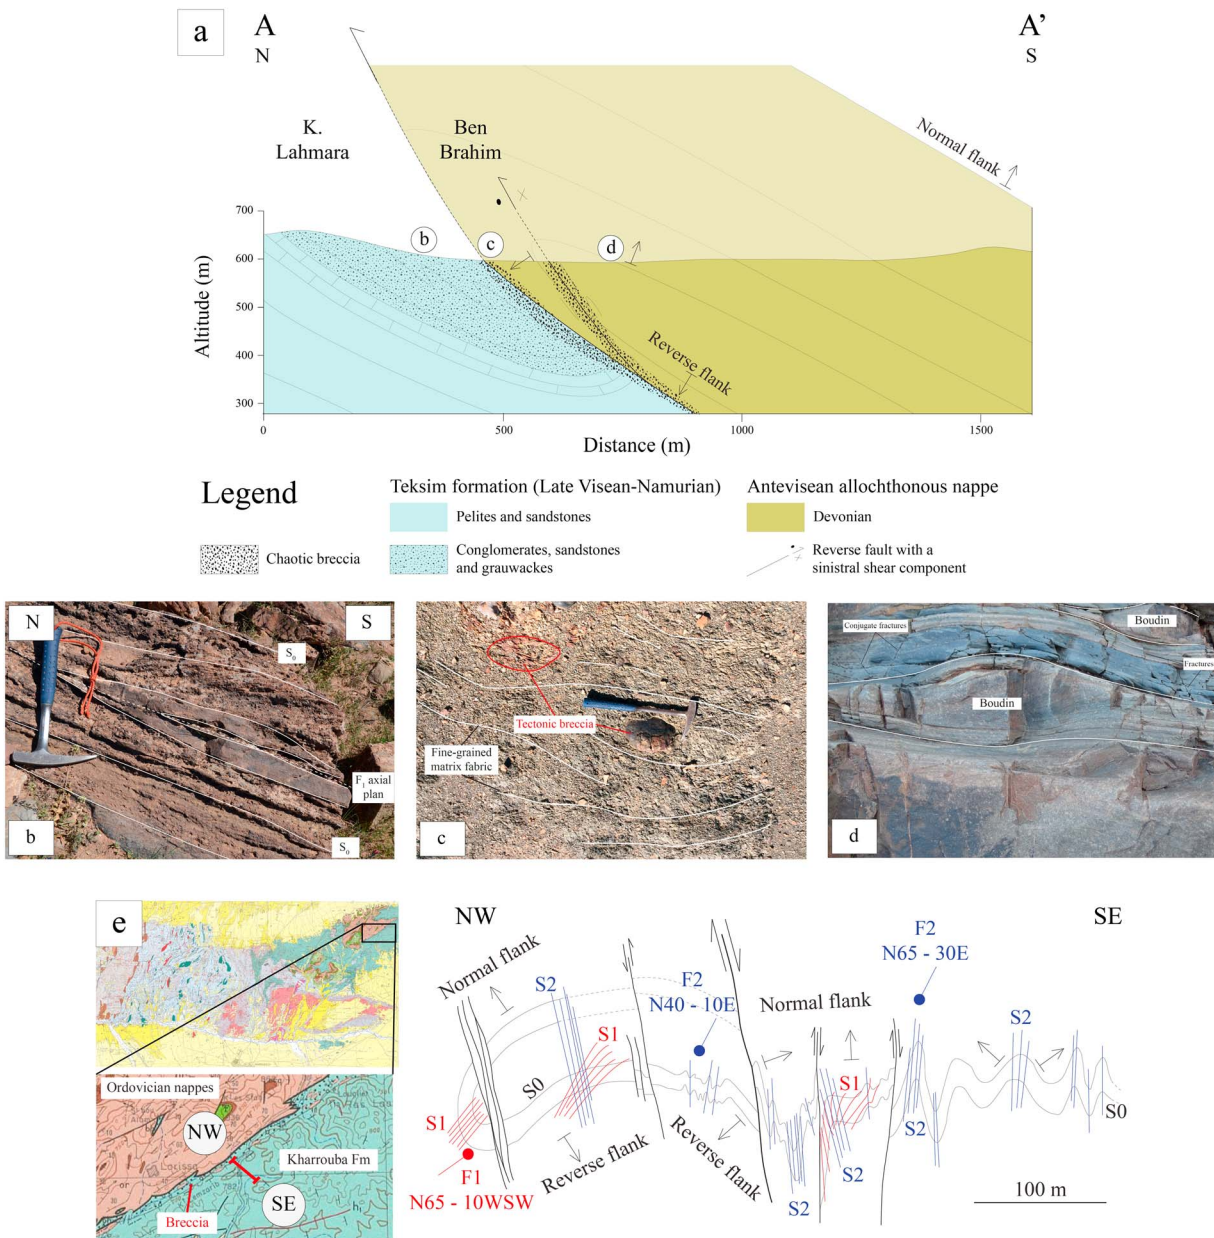 a
A
N
A’
S
K.
Lahmara
Ben
Brahim
Normal flank
b
c
d
Reverse flank
700
600
500
400
300
Altitude (m)
0
500
1000
1500
Distance (m)
Legend
Teksim formation (Late Visean-Namurian)
Antevisean allochthonous nappe
Pelites and sandstones
Devonian
Chaotic breccia
Conglomerates, sandstones
and grauwackes
Reverse fault with a
sinistral shear component
N
S
S₀
F₁ axial
plan
S₀
b
Tectonic breccia
Fine-grained
matrix fabric
c
Boudin
Conjugate fractures
Fractures
Boudin
d
e
Ordovician nappes
NW
Kharrouba Fm
SE
Breccia
NW
SE
Normal flank
S2
F2
N40 - 10E
F2
N65 - 30E
Normal flank
S1
S0
S1
S2
S1
S2
S0
F1
N65 - 10WSW
Reverse flank
Reverse flank
S2
S2
100 m